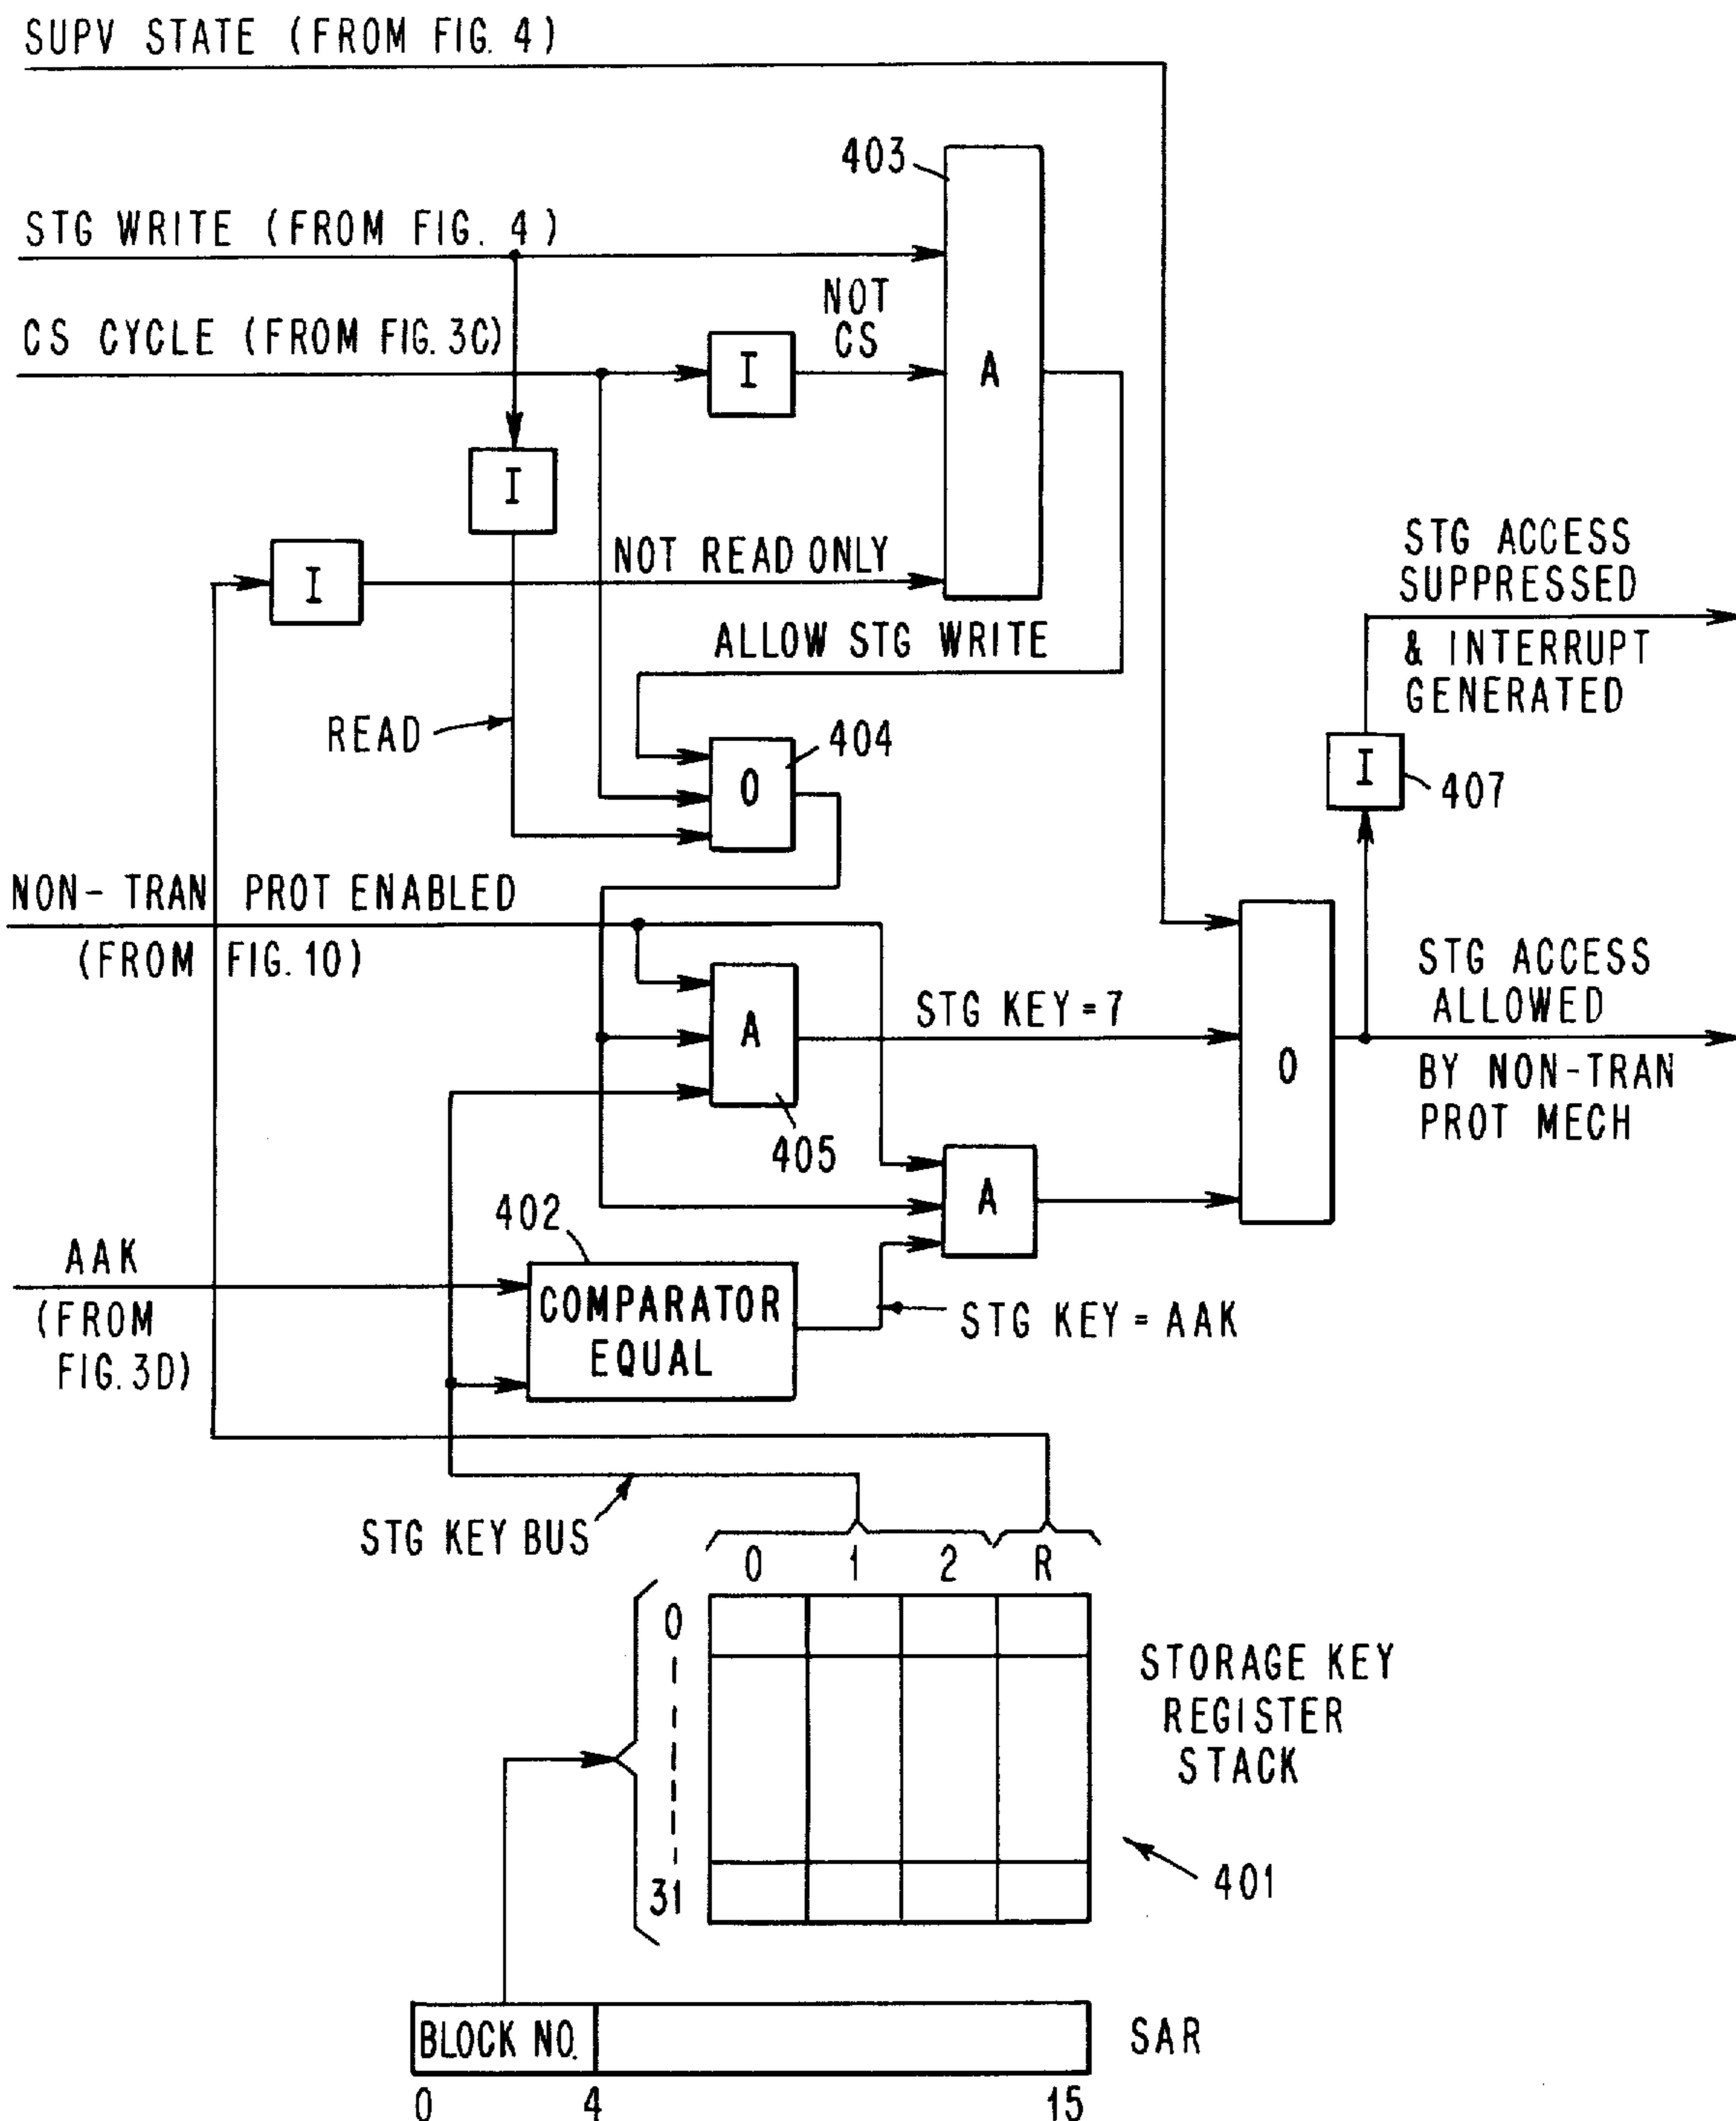 SUPV STATE (FROM FIG. 4)
403
STG WRITE (FROM FIG. 4)
NOT
CS
CS CYCLE (FROM FIG. 3C)
I
A
I
I
NOT READ ONLY
STG ACCESS
SUPPRESSED
& INTERRUPT
GENERATED
ALLOW STG WRITE
READ
404
O
I
407
NON-TRAN PROT ENABLED
(FROM FIG. 10)
A
STG KEY = 7
405
O
STG ACCESS
ALLOWED
BY NON-TRAN
PROT MECH
A
402
AAK
(FROM
FIG. 3D)
COMPARATOR
EQUAL
STG KEY = AAK
STG KEY BUS
0 1 2 R
0
31
STORAGE KEY
REGISTER
STACK
401
BLOCK NO.
SAR
0 4 15